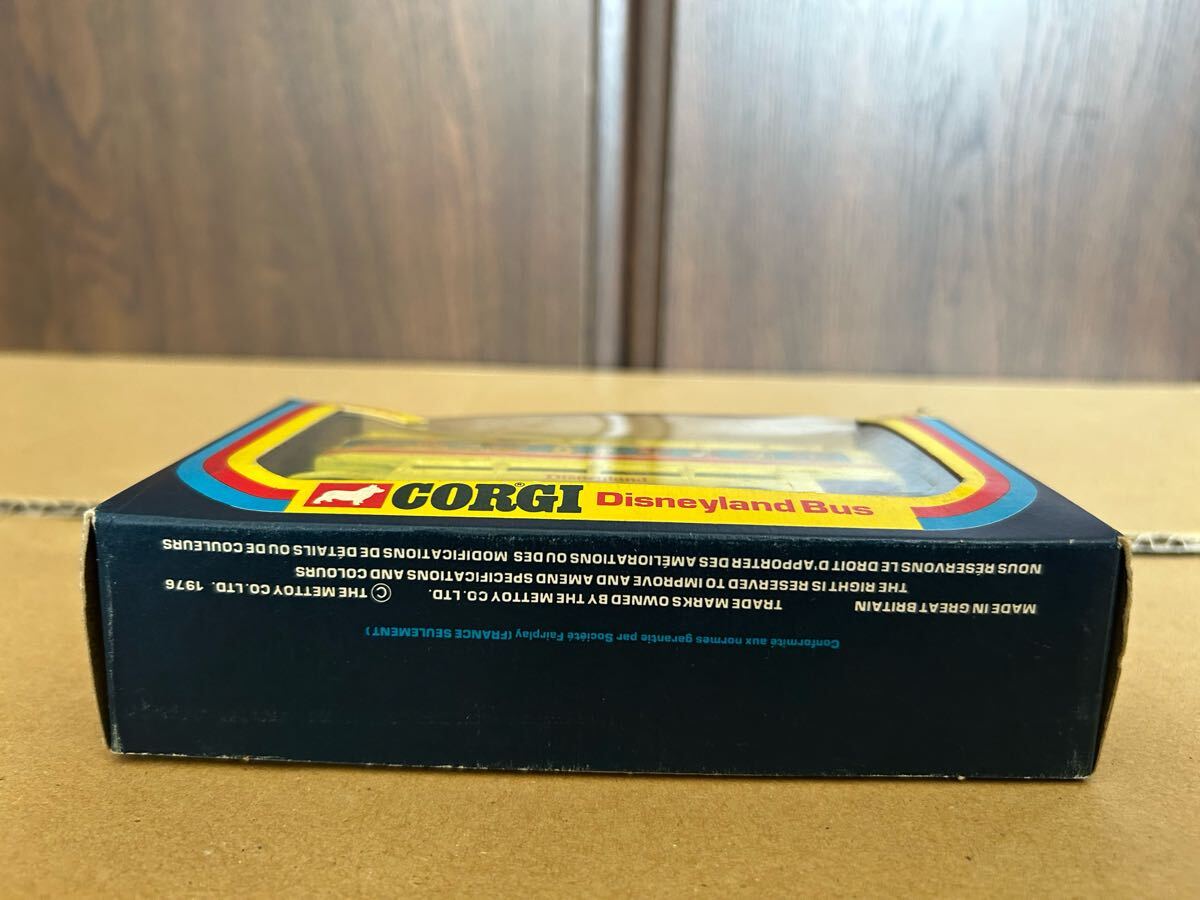 Disneyland
CORGI® Disneyland Bus
MADE IN GREAT BRITAIN TRADE MARKS OWNED BY THE METTOY CO. LTD. © THE METTOY CO. LTD. 1976
THE RIGHT IS RESERVED TO IMPROVE AND AMEND SPECIFICATIONS AND COLOURS
NOUS RÉSERVONS LE DROIT D'APPORTER DES AMÉLIORATIONS OU DES MODIFICATIONS DE DÉTAILS OU DE COULEURS
Conformité aux normes garantie par Société Fairplay (FRANCE SEULEMENT)